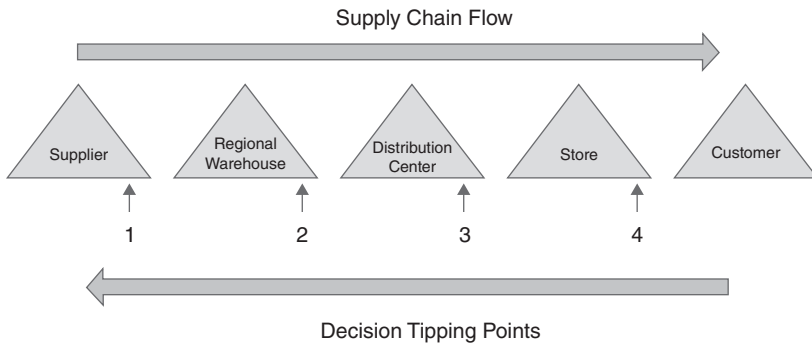 Supply Chain Flow
Supplier
Regional
Warehouse
Distribution
Center
Store
Customer
1
2
3
4
Decision Tipping Points